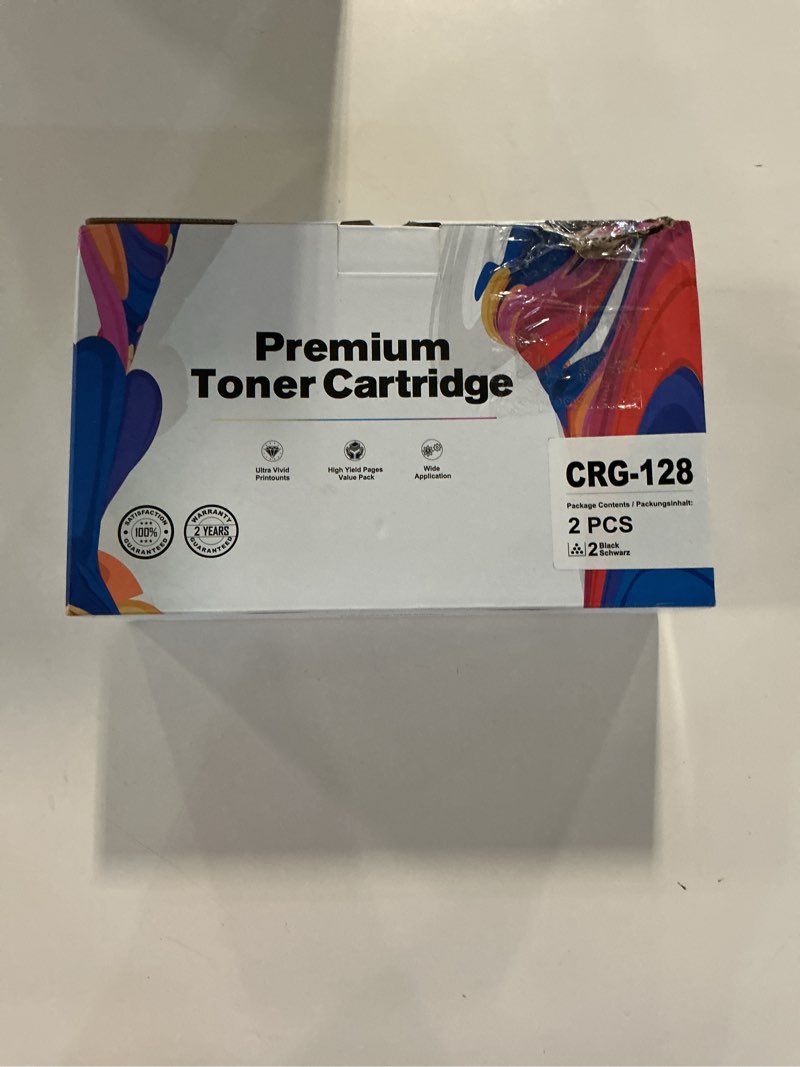 Premium
Toner Cartridge
Ultra Vivid
Printounts
High Yield Pages
Value Pack
Wide
Application
SATISFACTION
100%
GUARANTEED
WARRANTY
2 YEARS
GUARANTEED
CRG-128
Package Contents / Packungsinhalt:
2 PCS
2 Black
Schwarz